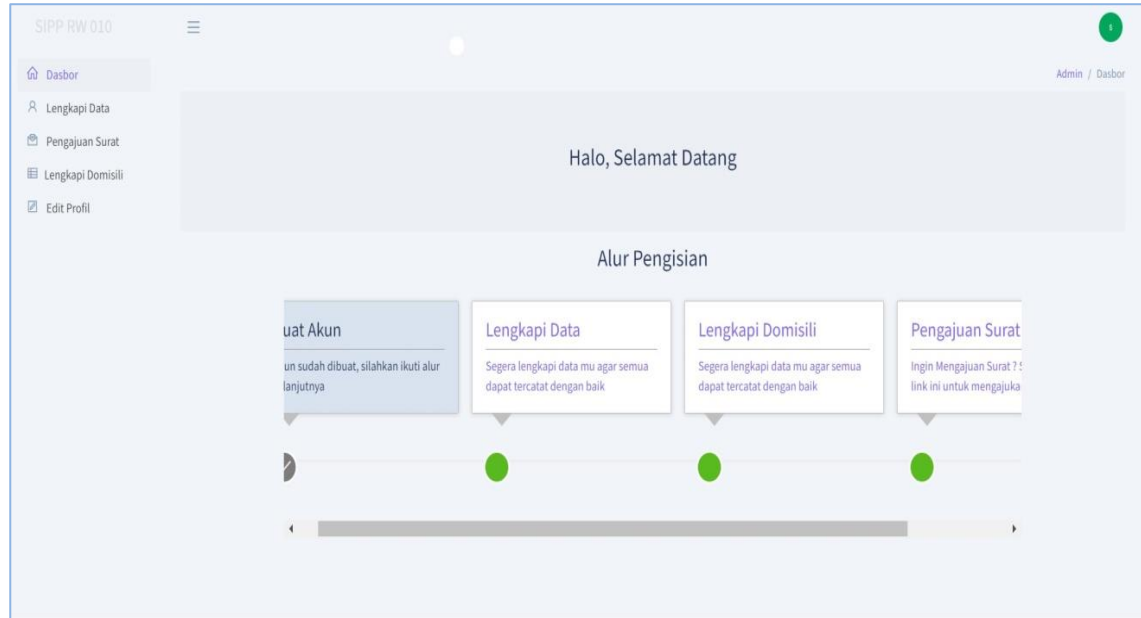 SIPP RW 010
Dasbor
Lengkapi Data
Pengajuan Surat
Lengkapi Domisili
Edit Profil
Admin / Dasbor
Halo, Selamat Datang
Alur Pengisian
uat Akun
un sudah dibuat, silahkan ikuti alur
lanjutnya
Lengkapi Data
Segera lengkapi data mu agar semua
dapat tercatat dengan baik
Lengkapi Domisili
Segera lengkapi data mu agar semua
dapat tercatat dengan baik
Pengajuan Surat
Ingin Mengajukan Surat ?
link ini untuk mengajuka